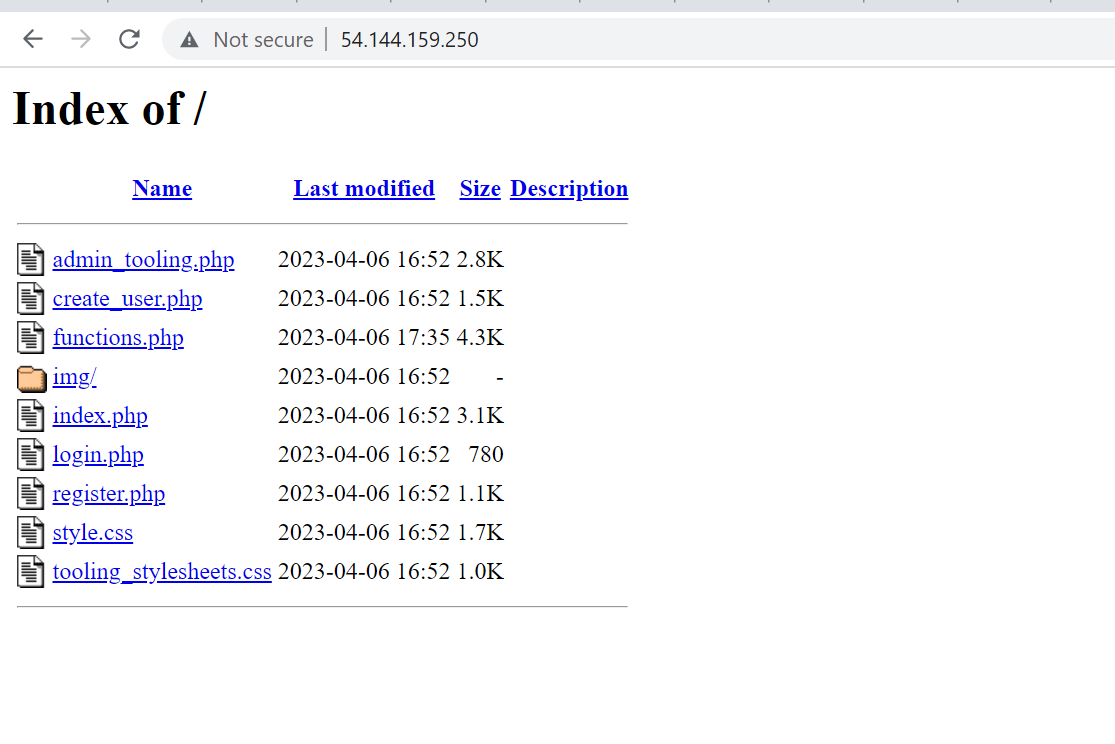 Not secure 54.144.159.250
Index of /
Name Last modified Size Description
admin_tooling.php 2023-04-06 16:52 2.8K
create_user.php 2023-04-06 16:52 1.5K
functions.php 2023-04-06 17:35 4.3K
img/ 2023-04-06 16:52 -
index.php 2023-04-06 16:52 3.1K
login.php 2023-04-06 16:52 780
register.php 2023-04-06 16:52 1.1K
style.css 2023-04-06 16:52 1.7K
tooling_stylesheets.css 2023-04-06 16:52 1.0K